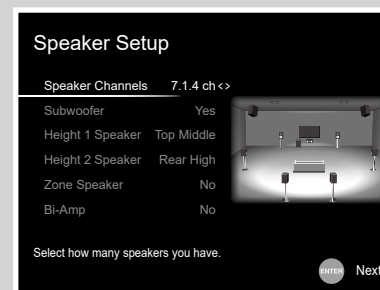 Speaker Setup
Speaker Channels 7.1.4 ch <>
Subwoofer Yes
Height 1 Speaker Top Middle
Height 2 Speaker Rear High
Zone Speaker No
Bi-Amp No
Select how many speakers you have.
ENTER Next